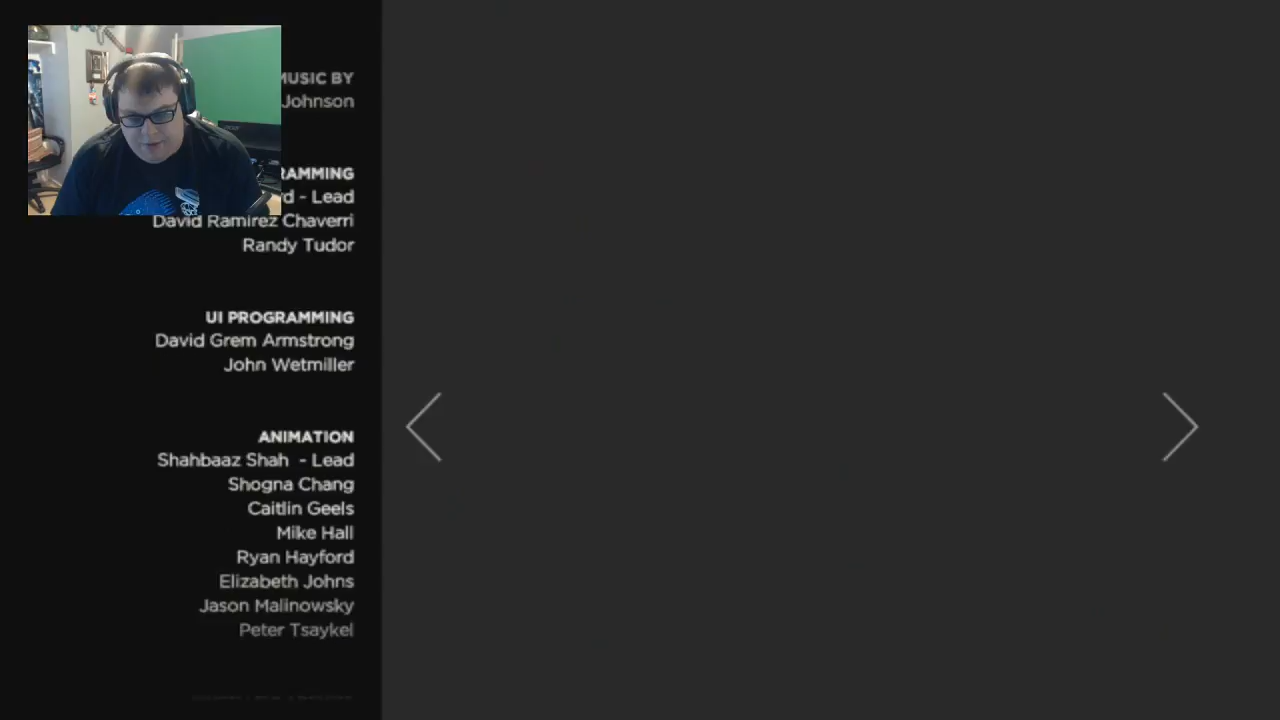 MUSIC BY
Johnson
RAMMING
rd - Lead
David Ramirez Chaverri
Randy Tudor
UI PROGRAMMING
David Grem Armstrong
John Wetmiller
ANIMATION
Shahbaaz Shah - Lead
Shogna Chang
Caitlin Geels
Mike Hall
Ryan Hayford
Elizabeth Johns
Jason Malinowsky
Peter Tsaykel